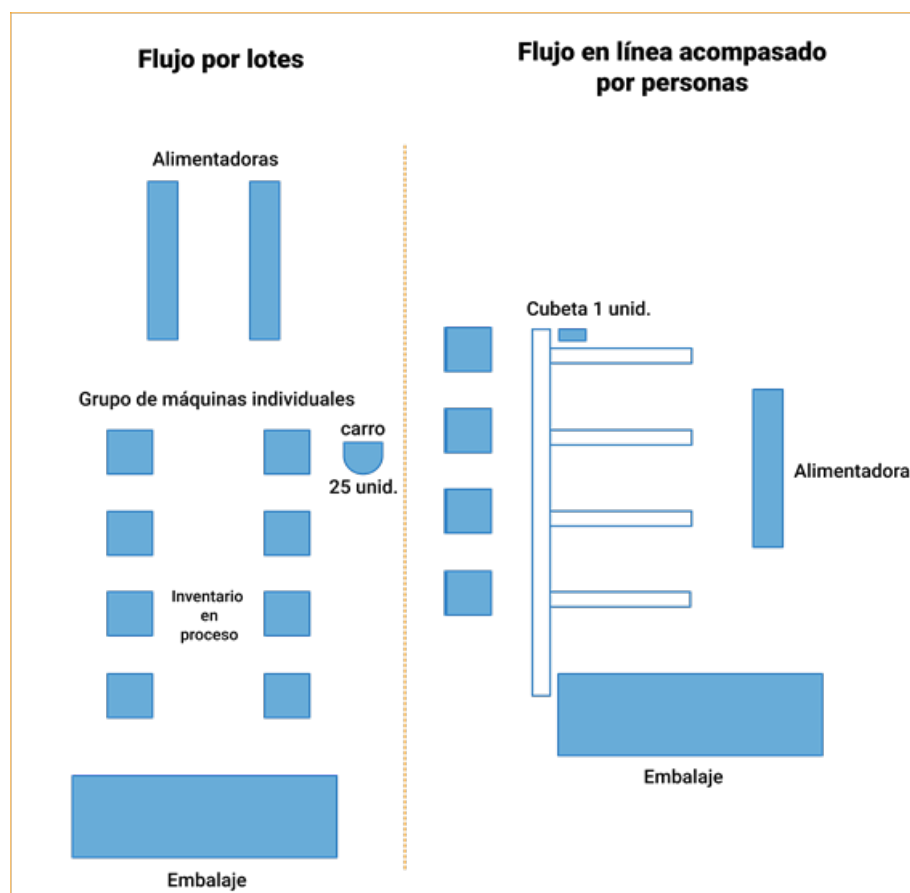 Flujo por lotes
Alimentadoras
Grupo de máquinas individuales
carro
25 unid.
Inventario
en
proceso
Embalaje
Flujo en línea acompasado
por personas
Cubeta 1 unid.
Alimentadora
Embalaje